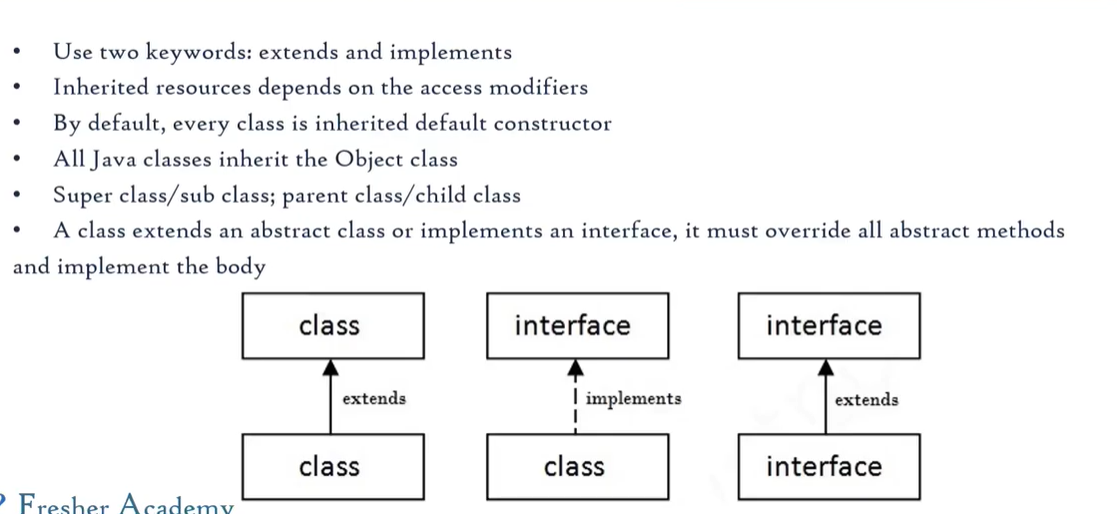 • Use two keywords: extends and implements
• Inherited resources depends on the access modifiers
• By default, every class is inherited default constructor
• All Java classes inherit the Object class
• Super class/sub class; parent class/child class
• A class extends an abstract class or implements an interface, it must override all abstract methods
and implement the body
class interface interface
extends implements extends
class class interface
Fresher Academy